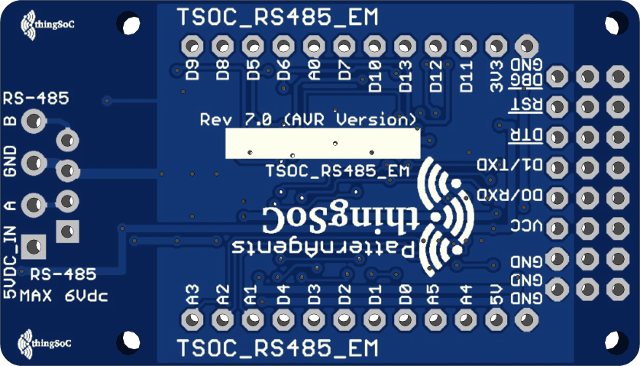 thingSoC
TSOC_RS485_EM
D9 D8 D5 D6 A0 D7 D10 D13 D12 D11 3V3 GND
DBG
RST
DTR
D1/TXD
D0/RXD
VCC
GND
GND
GND
RS-485
B
GND
A
5VDC_IN
RS-485
MAX 6Vdc
Rev 7.0 (AVR Version)
TSOC_RS485_EM
thingSoC
PatternAgents
A3 A2 A1 D4 D3 D2 D1 D0 A5 A4 5V
TSOC_RS485_EM
thingSoC